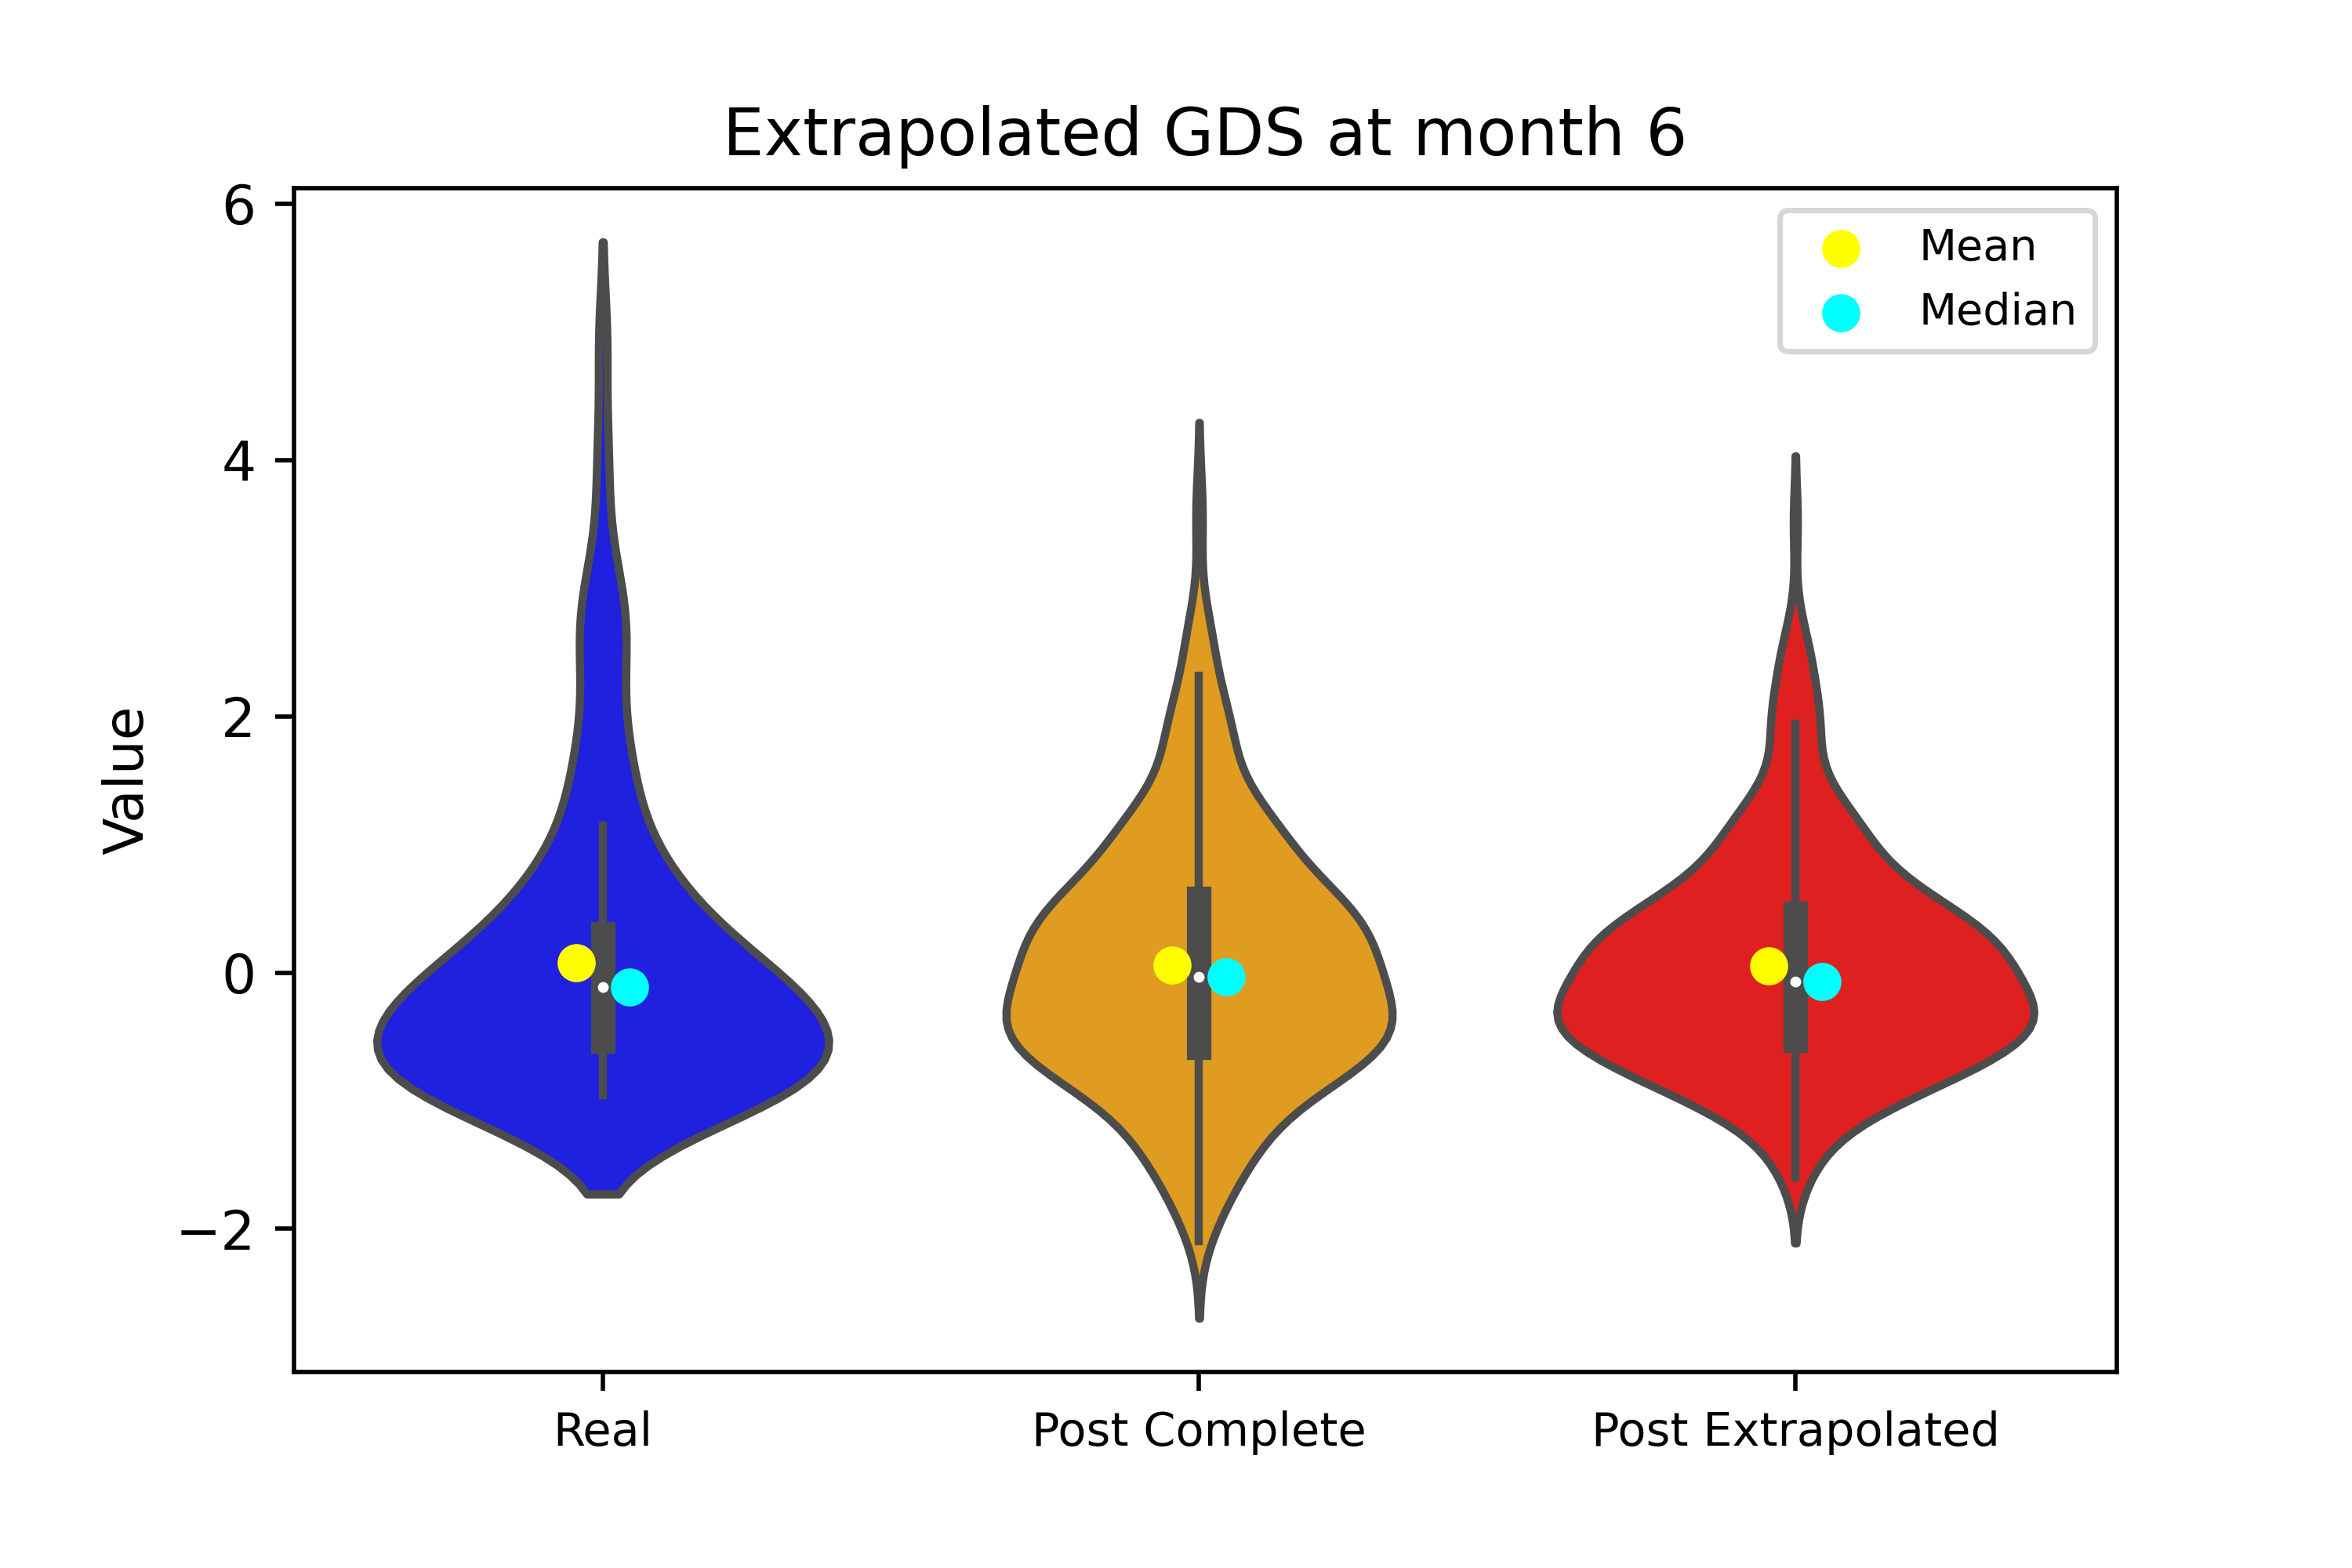 Extrapolated GDS at month 6
6
4
2
0
−2
Value
Mean
Median
Real
Post Complete
Post Extrapolated